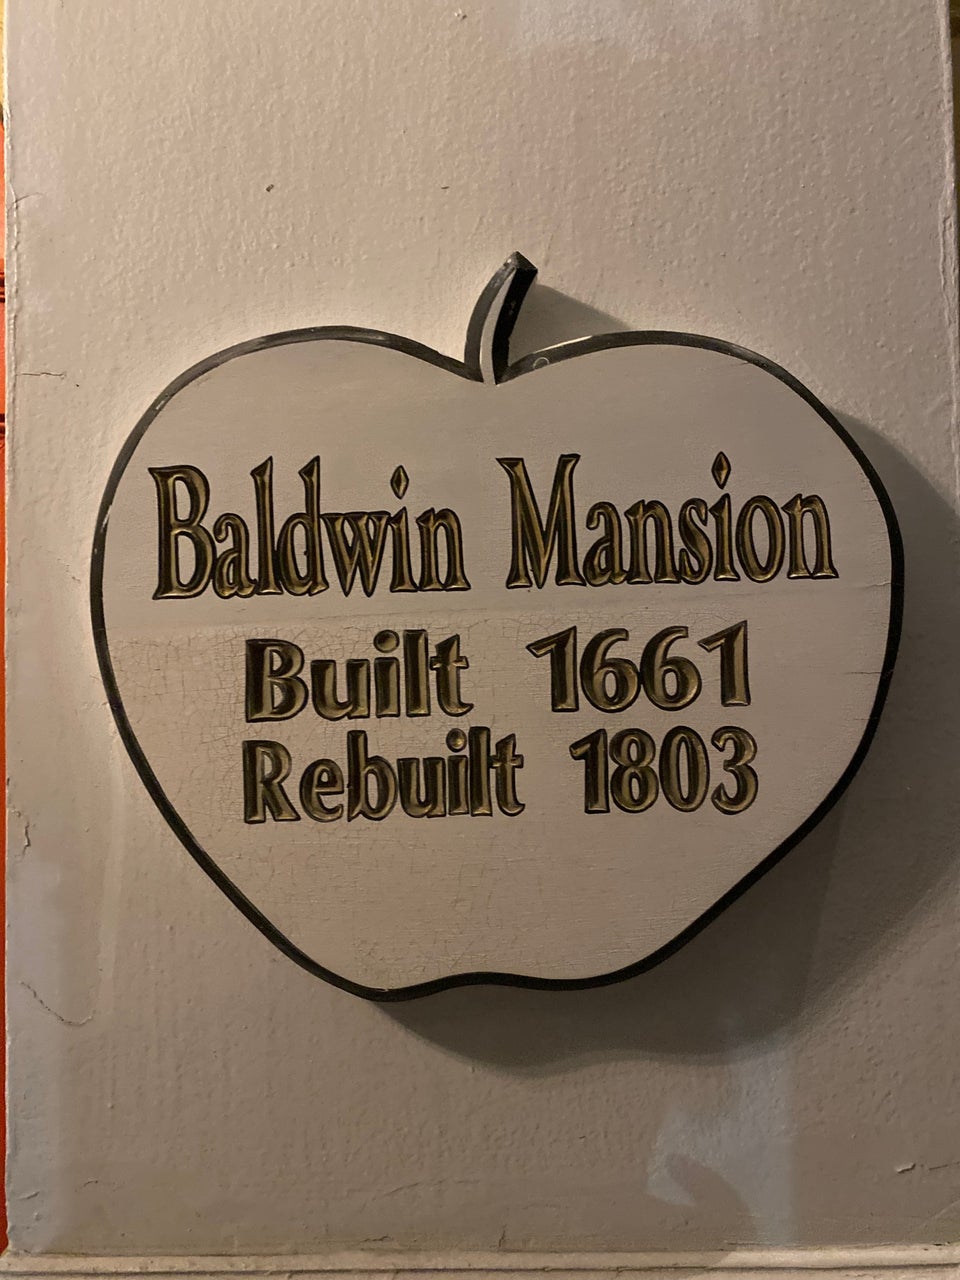 Baldwin Mansion
Built 1661
Rebuilt 1803